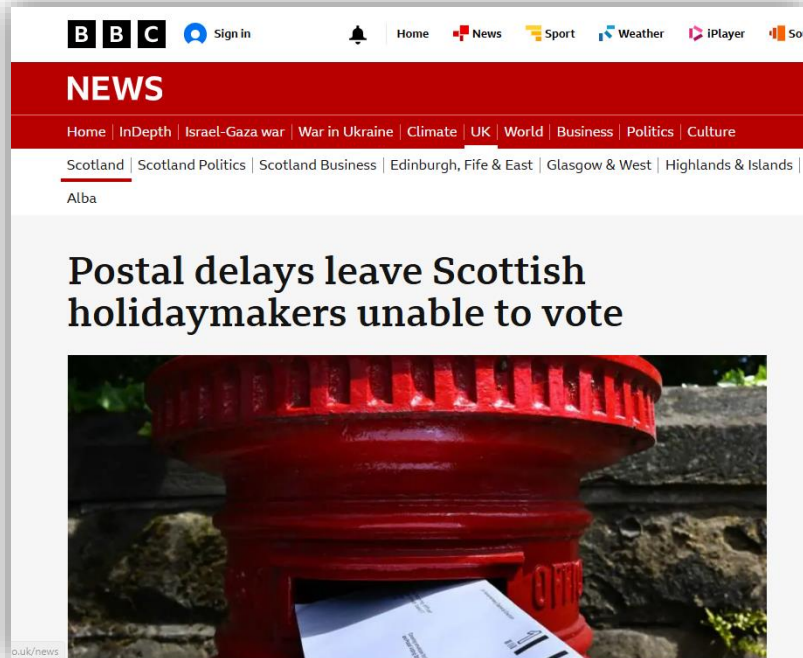 BBC Sign in Home News Sport Weather iPlayer
NEWS
Home | InDepth | Israel-Gaza war | War in Ukraine | Climate | UK | World | Business | Politics | Culture
Scotland | Scotland Politics | Scotland Business | Edinburgh, Fife & East | Glasgow & West | Highlands & Islands |
Alba
Postal delays leave Scottish
holidaymakers unable to vote
o.uk/news